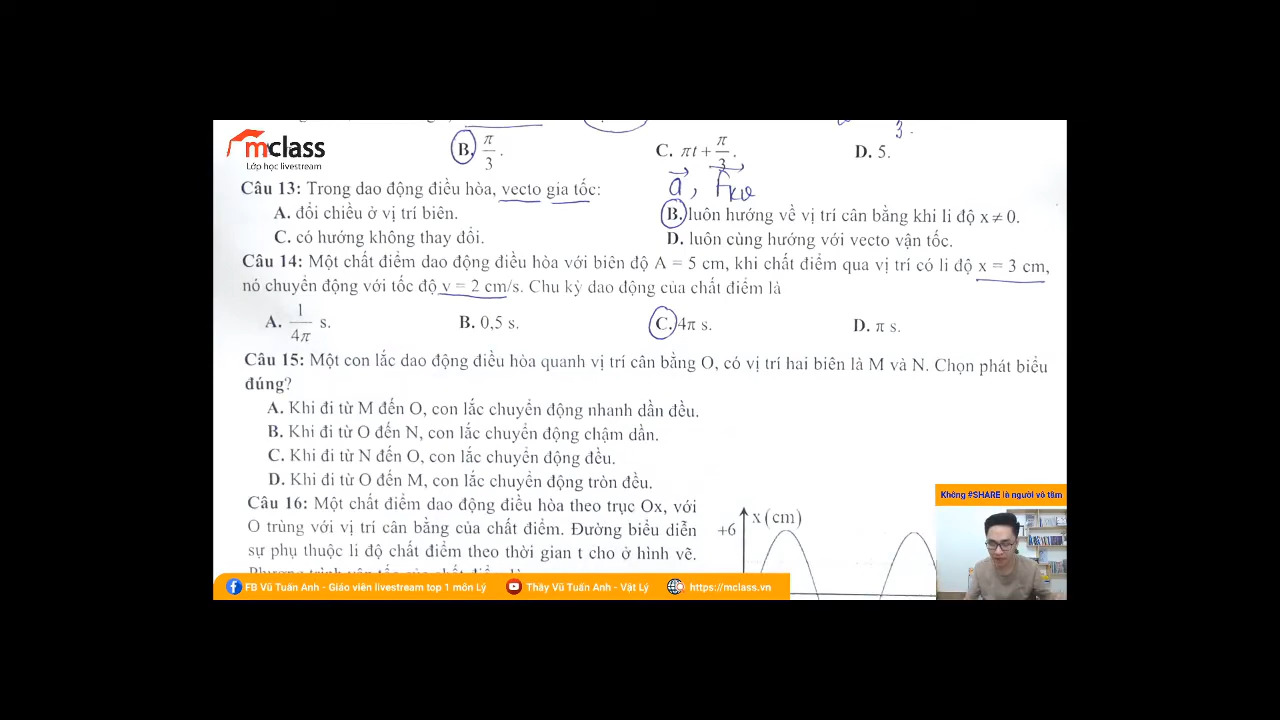 mclass
Lớp học livestream
B. π/3.
C. πt + π/3.
D. 5.
3.
Câu 13: Trong dao động điều hòa, vecto gia tốc:
a, Fkv
A. đổi chiều ở vị trí biên.
B. luôn hướng về vị trí cân bằng khi li độ x ≠ 0.
C. có hướng không thay đổi.
D. luôn cùng hướng với vecto vận tốc.
Câu 14: Một chất điểm dao động điều hòa với biên độ A = 5 cm, khi chất điểm qua vị trí có li độ x = 3 cm,
nó chuyển động với tốc độ v = 2 cm/s. Chu kỳ dao động của chất điểm là
A. 1/4π s.
B. 0,5 s.
C. 4π s.
D. π s.
Câu 15: Một con lắc dao động điều hòa quanh vị trí cân bằng O, có vị trí hai biên là M và N. Chọn phát biểu
đúng?
A. Khi đi từ M đến O, con lắc chuyển động nhanh dần đều.
B. Khi đi từ O đến N, con lắc chuyển động chậm dần.
C. Khi đi từ N đến O, con lắc chuyển động đều.
D. Khi đi từ O đến M, con lắc chuyển động tròn đều.
Câu 16: Một chất điểm dao động điều hòa theo trục Ox, với
O trùng với vị trí cân bằng của chất điểm. Đường biểu diễn
sự phụ thuộc li độ chất điểm theo thời gian t cho ở hình vẽ.
x (cm)
+6
Không #SHARE là người vô tâm
FB Vũ Tuấn Anh - Giáo viên livestream top 1 môn Lý
Thầy Vũ Tuấn Anh - Vật Lý
https://mclass.vn